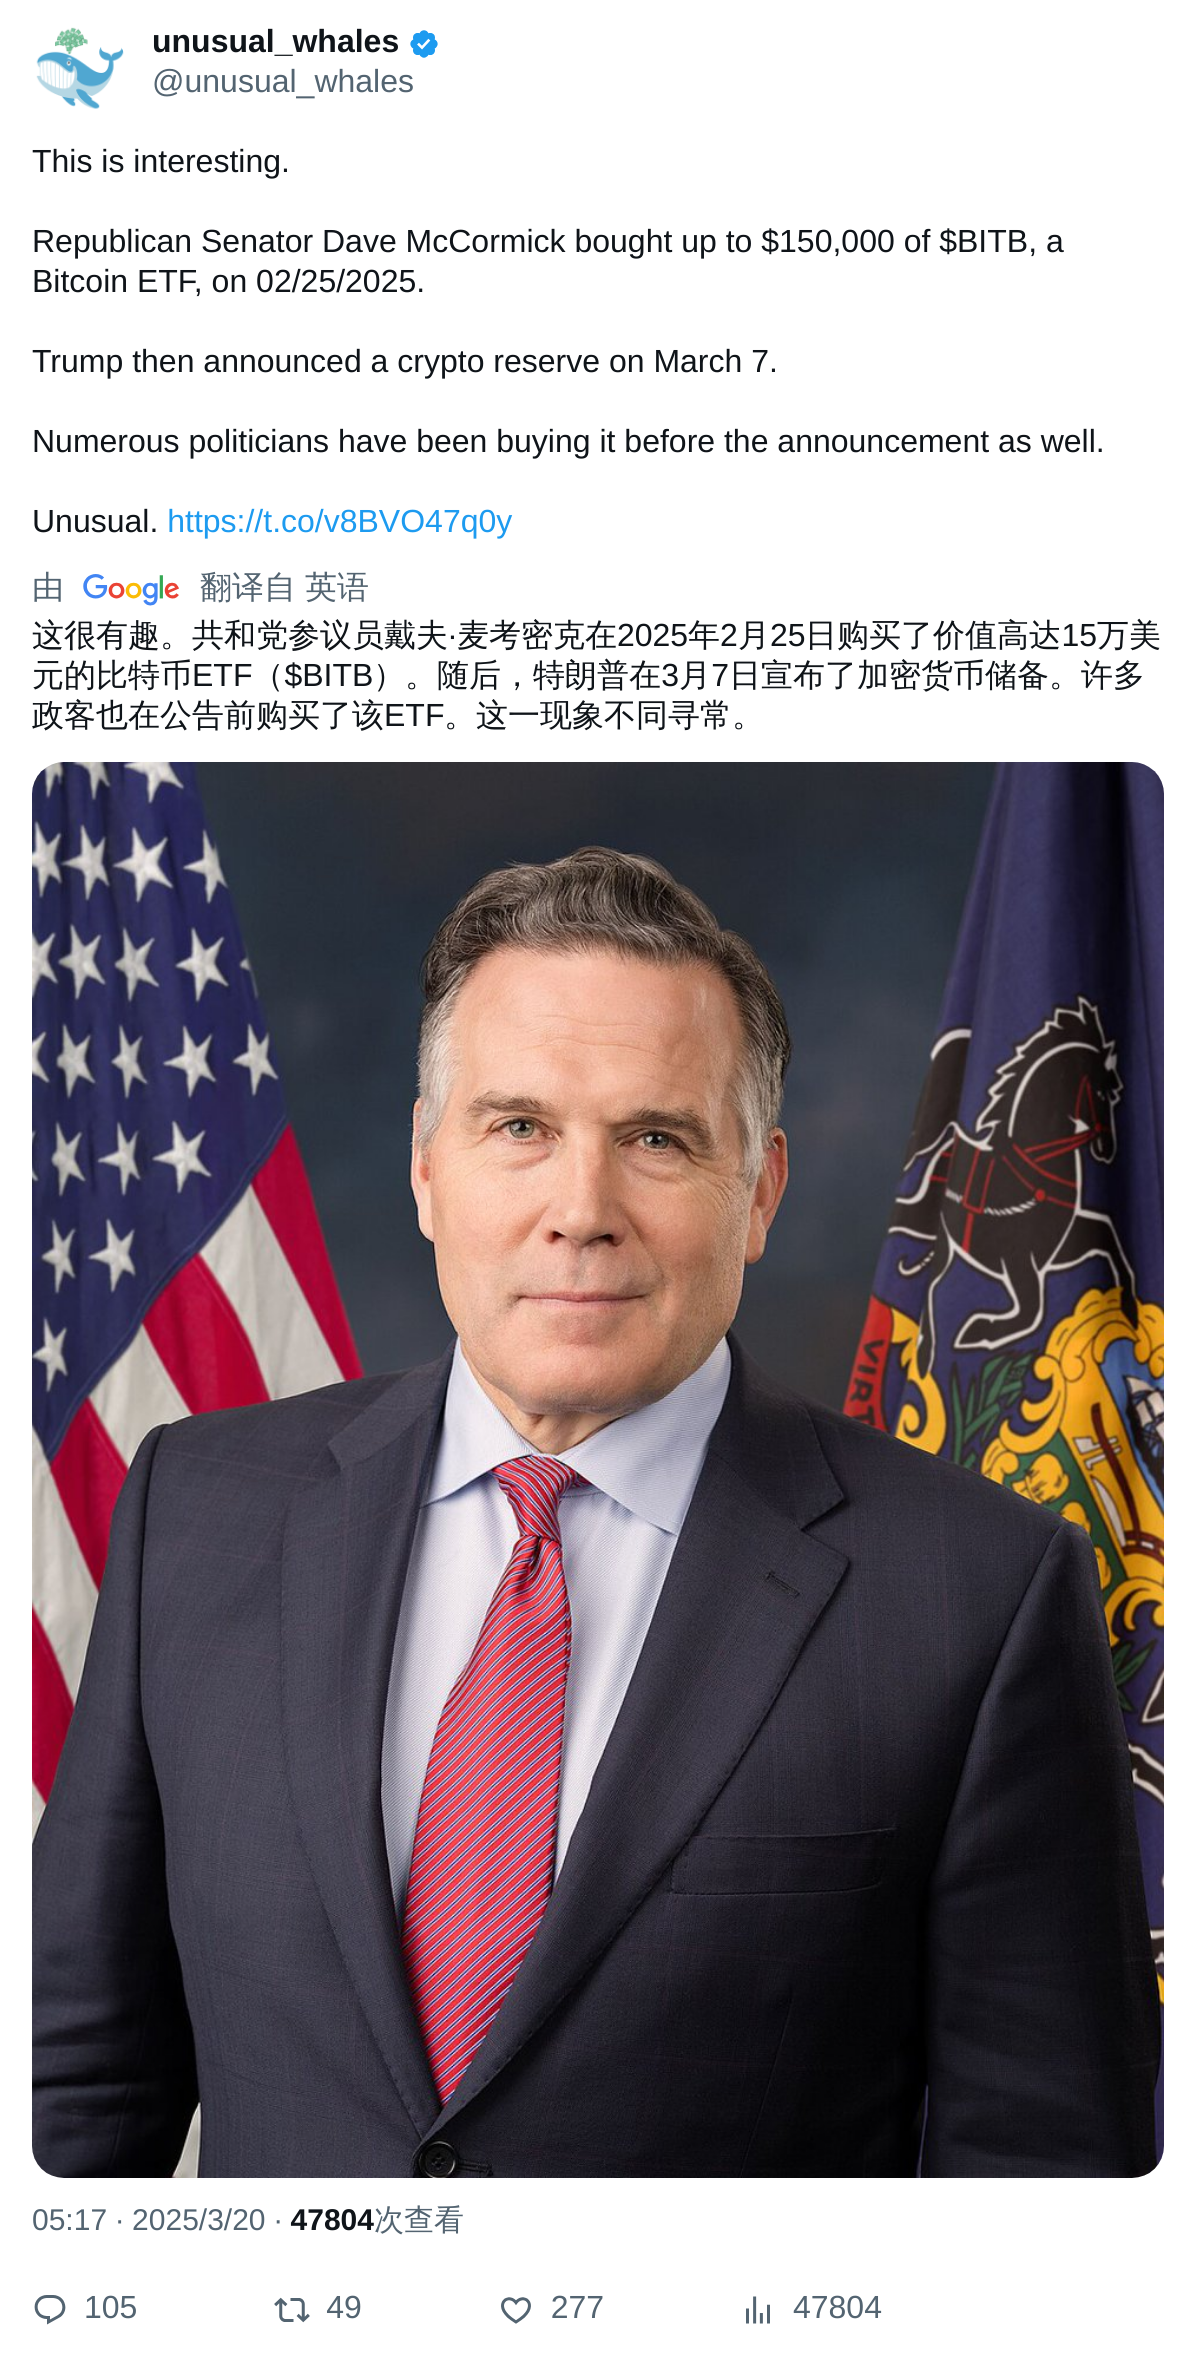 unusual_whales
@unusual_whales
This is interesting.
Republican Senator Dave McCormick bought up to $150,000 of $BITB, a
Bitcoin ETF, on 02/25/2025.
Trump then announced a crypto reserve on March 7.
Numerous politicians have been buying it before the announcement as well.
Unusual. https://t.co/v8BVO47q0y
由 Google 翻译自 英语
这很有趣。共和党参议员戴夫·麦考密克在2025年2月25日购买了价值高达15万美
元的比特币ETF（$BITB）。随后，特朗普在3月7日宣布了加密货币储备。许多
政客也在公告前购买了该ETF。这一现象不同寻常。
VIRT
05:17 · 2025/3/20 · 47804次查看
105 49 277 47804